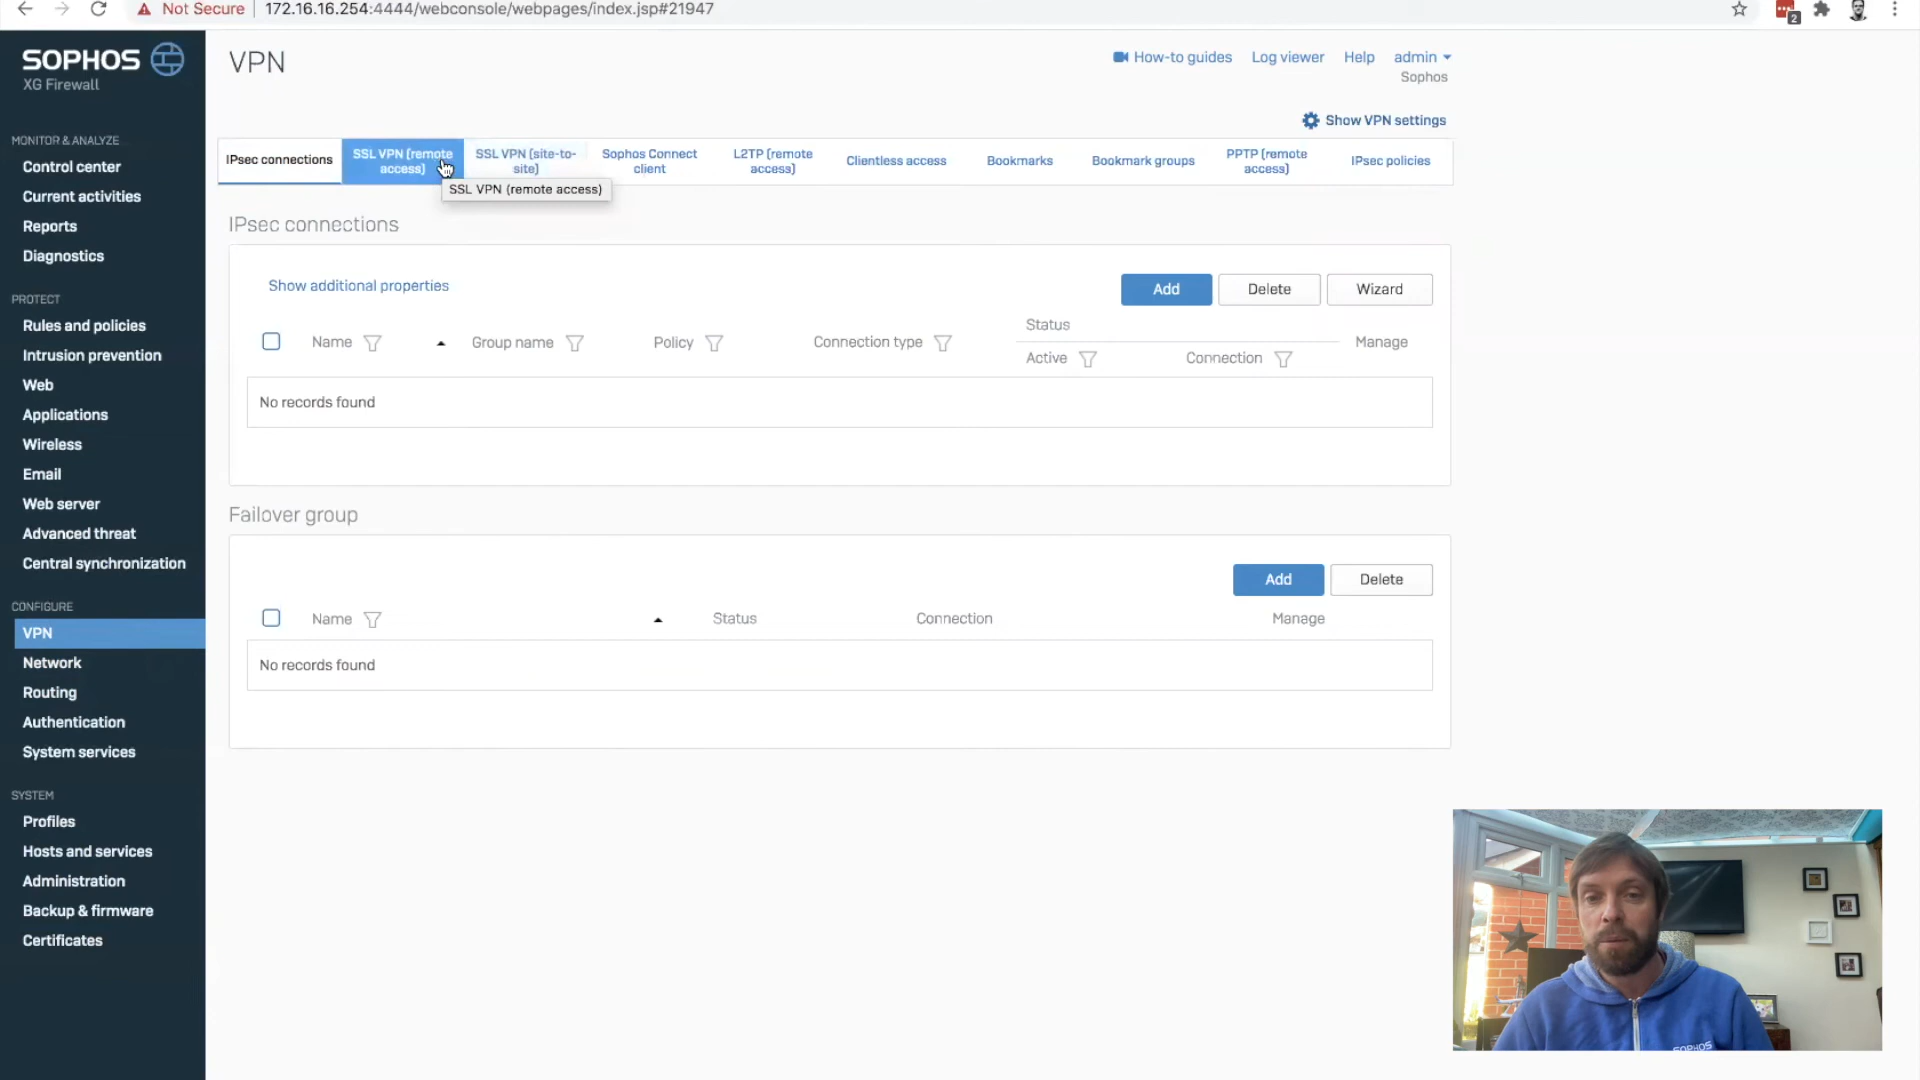 Not Secure
172.16.16.254:4444/webconsole/webpages/index.jsp#21947
2
SOPHOS
XG Firewall
VPN
How-to guides
Log viewer
Help
admin
Sophos
Show VPN settings
MONITOR & ANALYZE
Control center
Current activities
Reports
Diagnostics
PROTECT
Rules and policies
Intrusion prevention
Web
Applications
Wireless
Email
Web server
Advanced threat
Central synchronization
CONFIGURE
VPN
Network
Routing
Authentication
System services
SYSTEM
Profiles
Hosts and services
Administration
Backup & firmware
Certificates
IPsec connections
SSL VPN (remote
access)
SSL VPN (site-to-
site)
Sophos Connect
client
L2TP (remote
access)
Clientless access
Bookmarks
Bookmark groups
PPTP (remote
access)
IPsec policies
SSL VPN (remote access)
IPsec connections
Show additional properties
Add
Delete
Wizard
Name
Group name
Policy
Connection type
Status
Active
Connection
Manage
No records found
Failover group
Add
Delete
Name
Status
Connection
Manage
No records found
SOPHOS